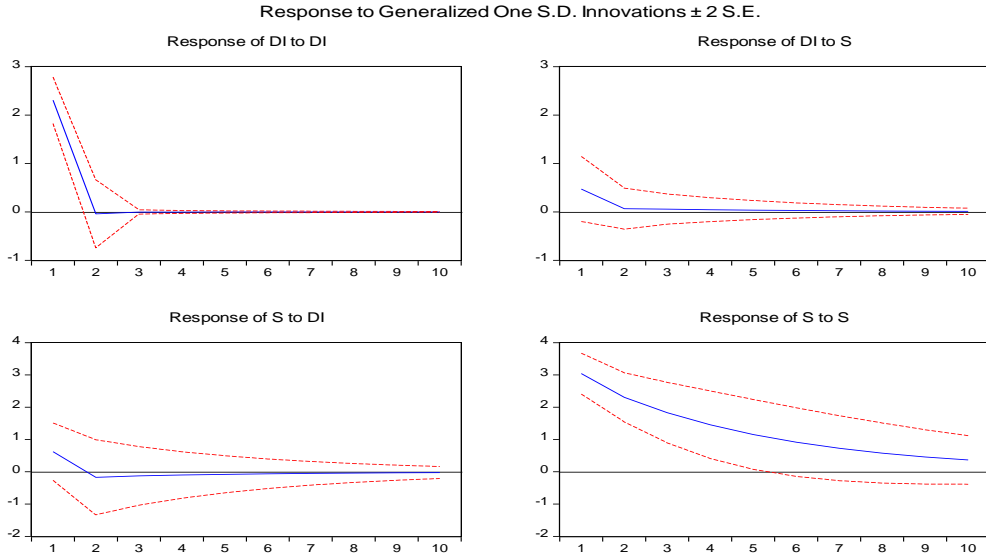 Response to Generalized One S.D. Innovations ± 2 S.E.
Response of DI to DI
3
2
1
0
-1
1 2 3 4 5 6 7 8 9 10
Response of DI to S
3
2
1
0
-1
1 2 3 4 5 6 7 8 9 10
Response of S to DI
4
3
2
1
0
-1
-2
1 2 3 4 5 6 7 8 9 10
Response of S to S
4
3
2
1
0
-1
-2
1 2 3 4 5 6 7 8 9 10